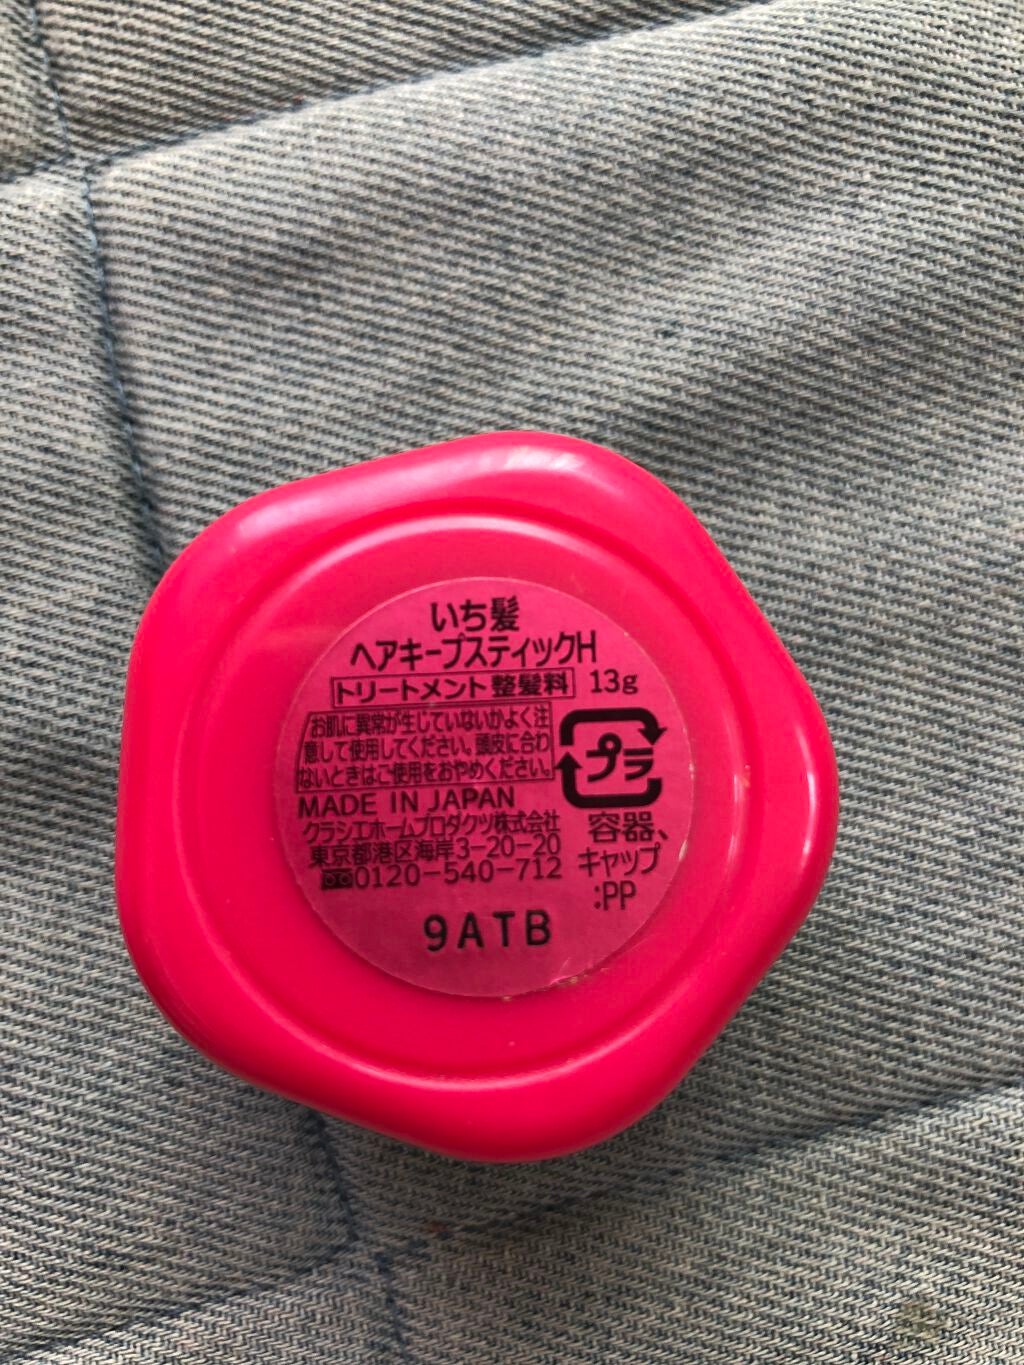 いち髪
ヘアキープスティックH
トリートメント整髪料 13g
お肌に異常が生じていないかよく注
意して使用してください。頭皮に合わ
ないときはご使用をおやめください。
プラ
容器、
キャップ
:PP
MADE IN JAPAN
クラシエホームプロダクツ株式会社
東京都港区海岸3-20-20
0120-540-712
9ATB